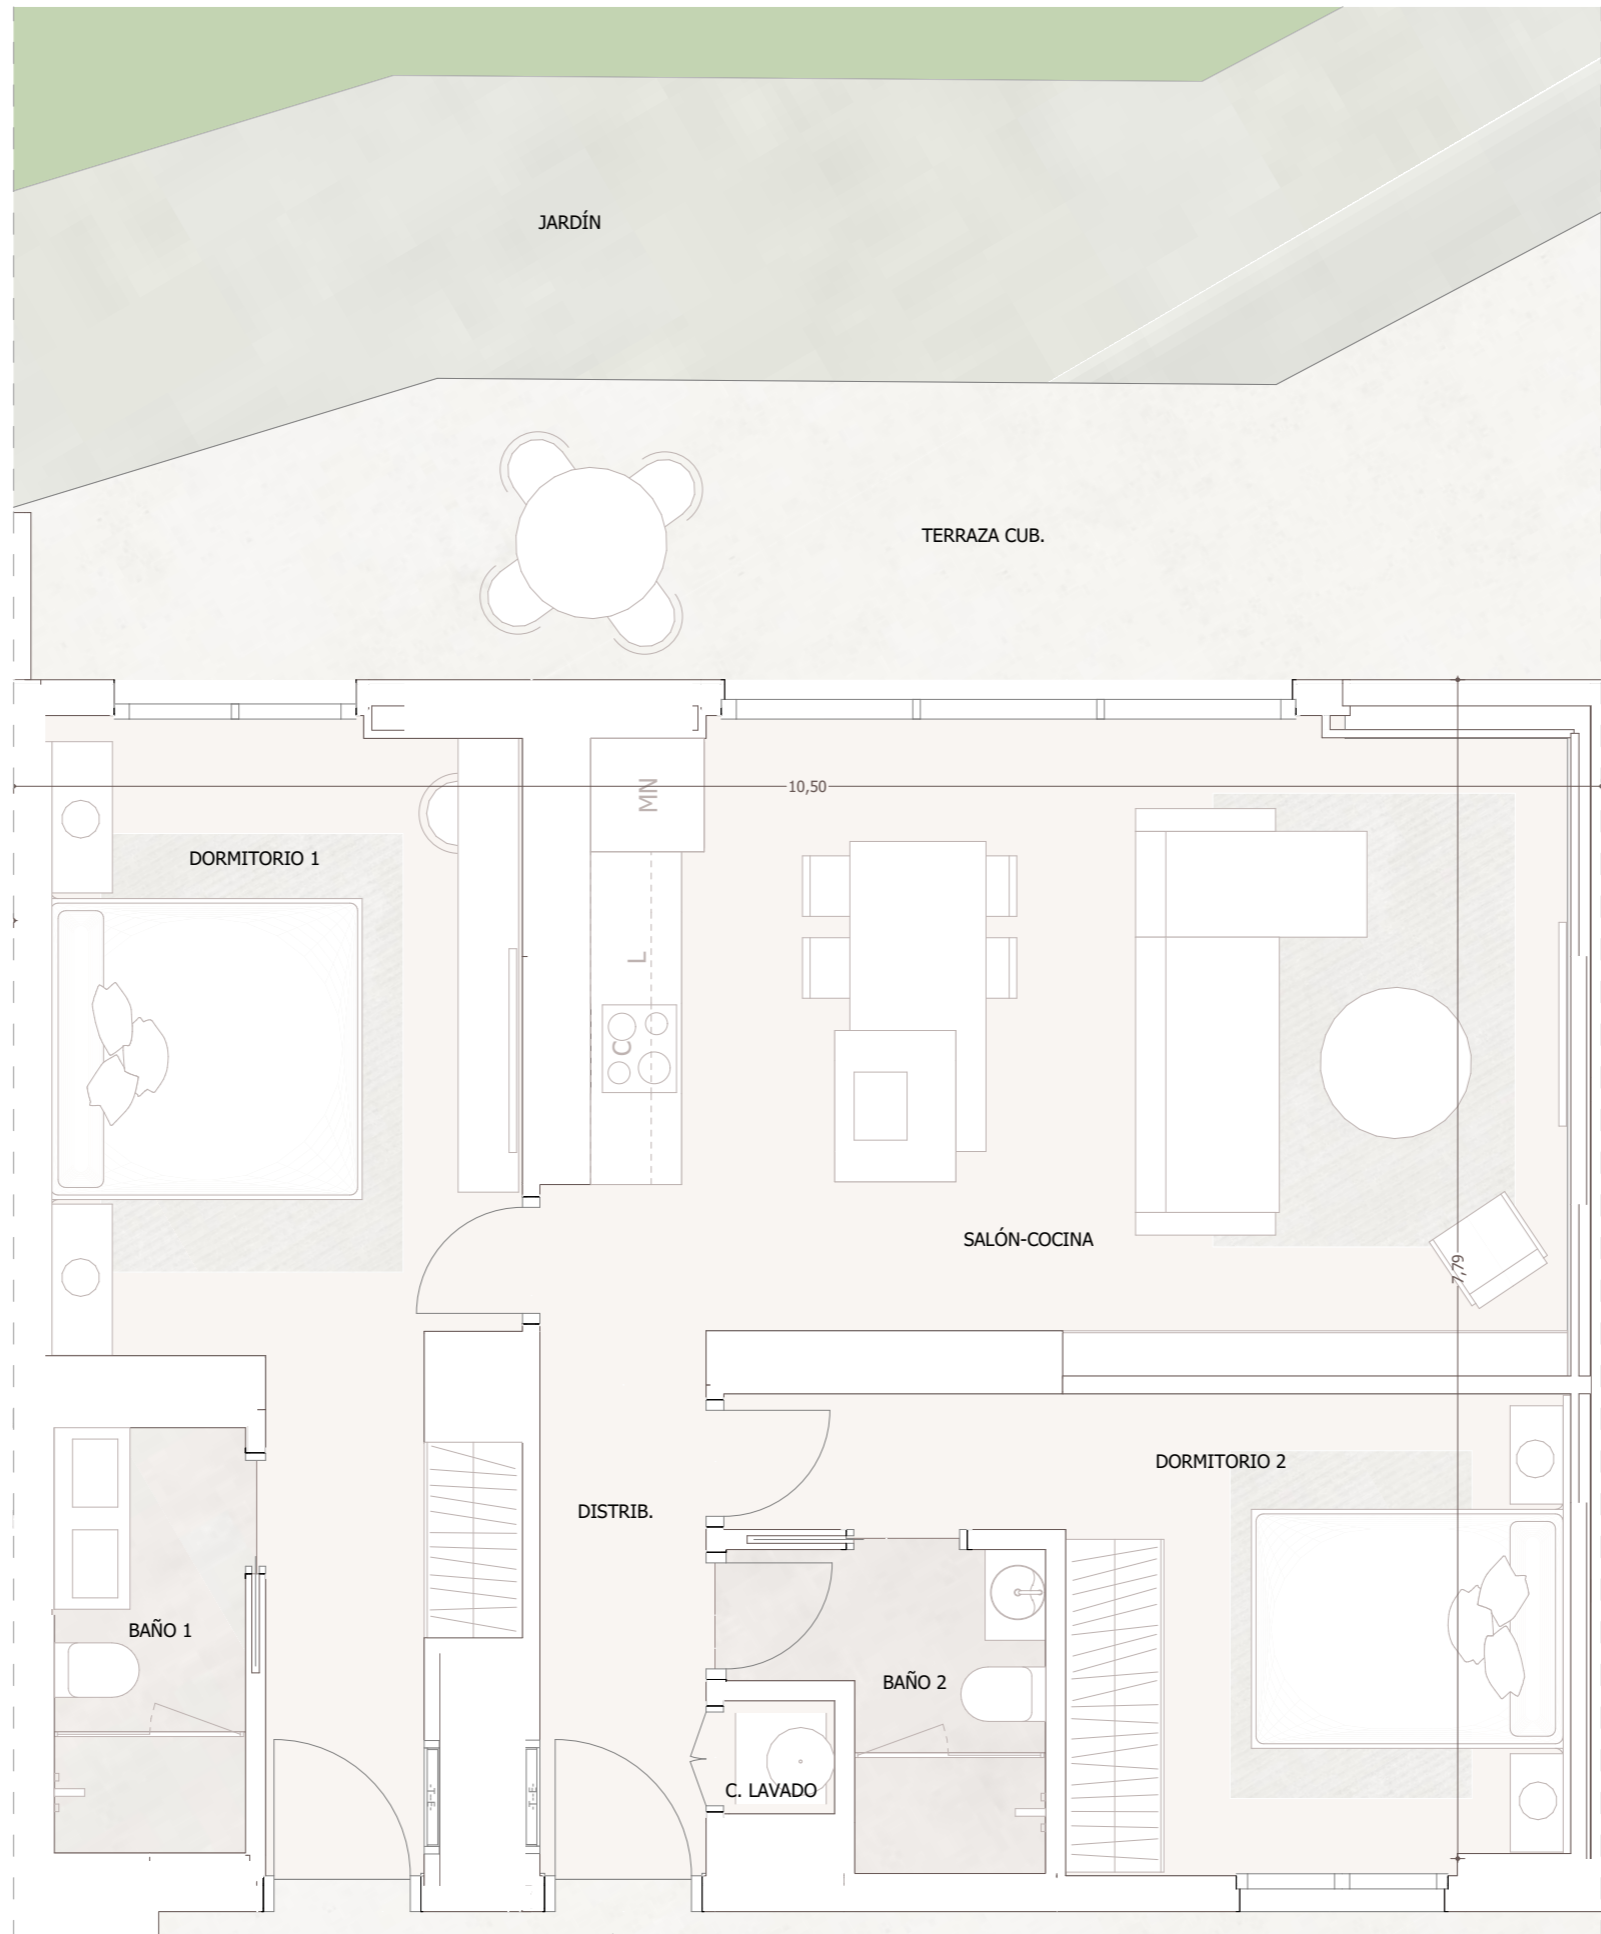 JARDÍN
TERRAZA CUB.
MN
10,50
DORMITORIO 1
L
C
SALÓN-COCINA
7,79
DORMITORIO 2
DISTRIB.
BAÑO 1
BAÑO 2
C. LAVADO
-T-E-
-T-E-